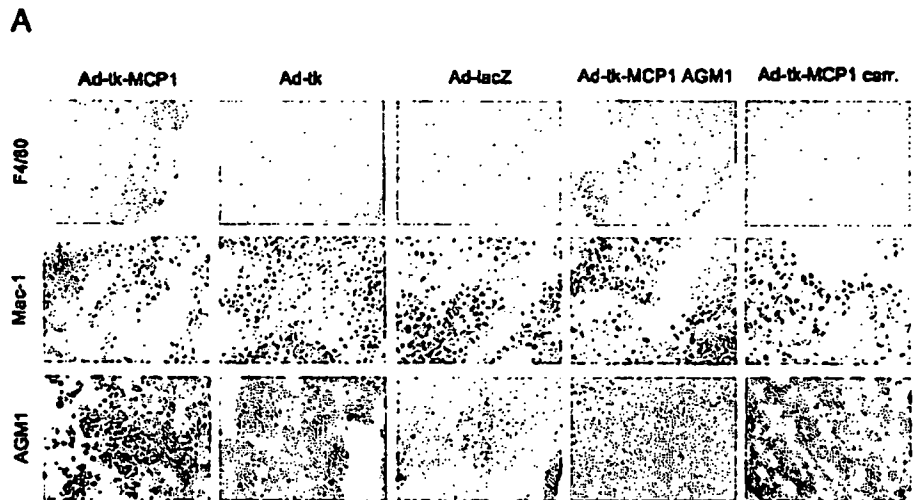 A
Ad-tk-MCP1 Ad-tk Ad-lacZ Ad-tk-MCP1 AGM1 Ad-tk-MCP1 carr.
F4/80
Mac-1
AGM1